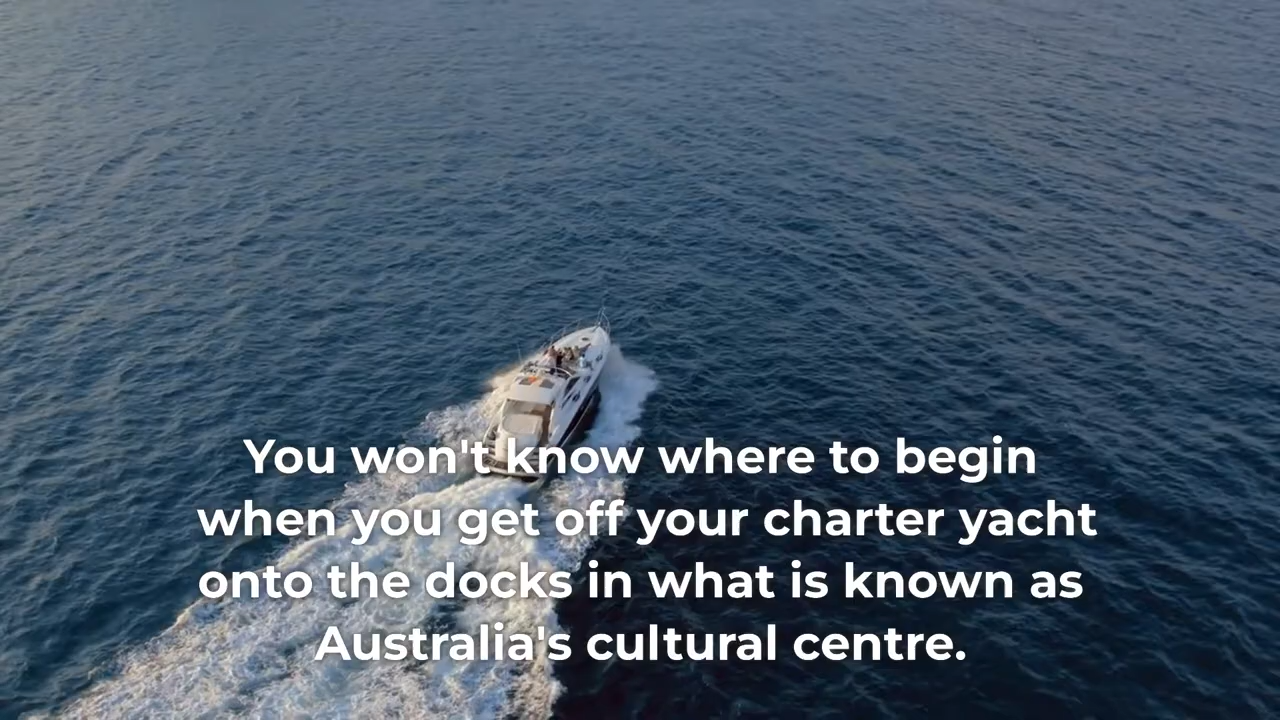 You won't know where to begin
when you get off your charter yacht
onto the docks in what is known as
Australia's cultural centre.